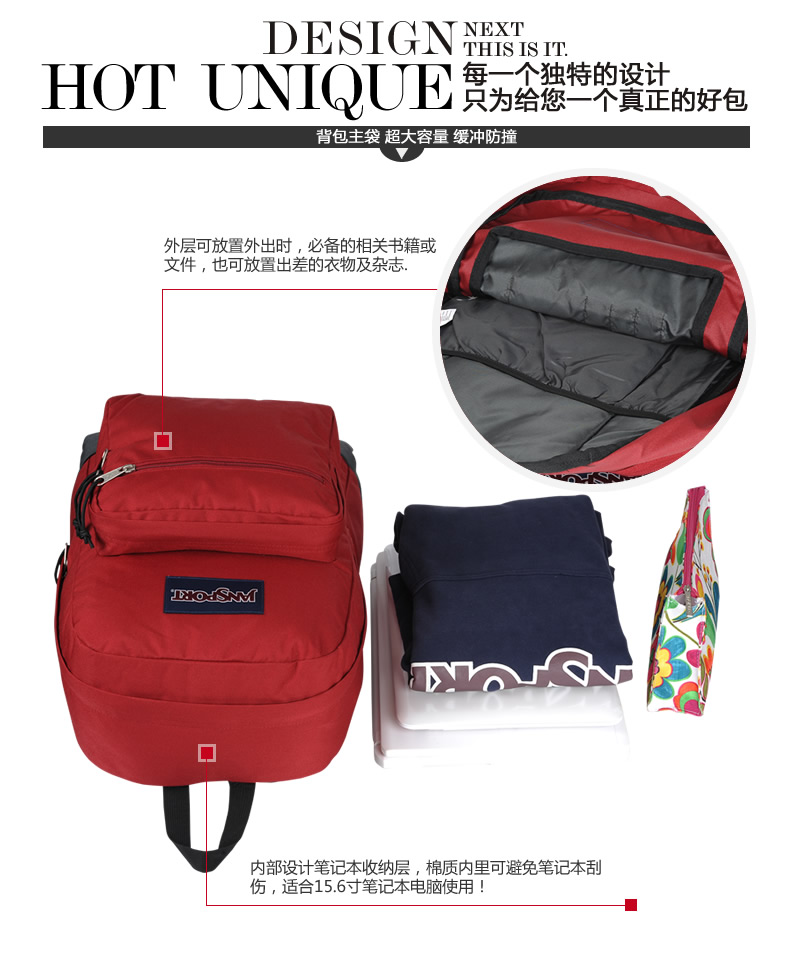 DESIGN NEXT
THIS IS IT.
HOT UNIQUE 每一个独特的设计
只为给您一个真正的好包
背包主袋 超大容量 缓冲防撞
外层可放置外出时，必备的相关书籍或
文件，也可放置出差的衣物及杂志.
JANSPORT
内部设计笔记本收纳层，棉质内里可避免笔记本刮
伤，适合15.6寸笔记本电脑使用！